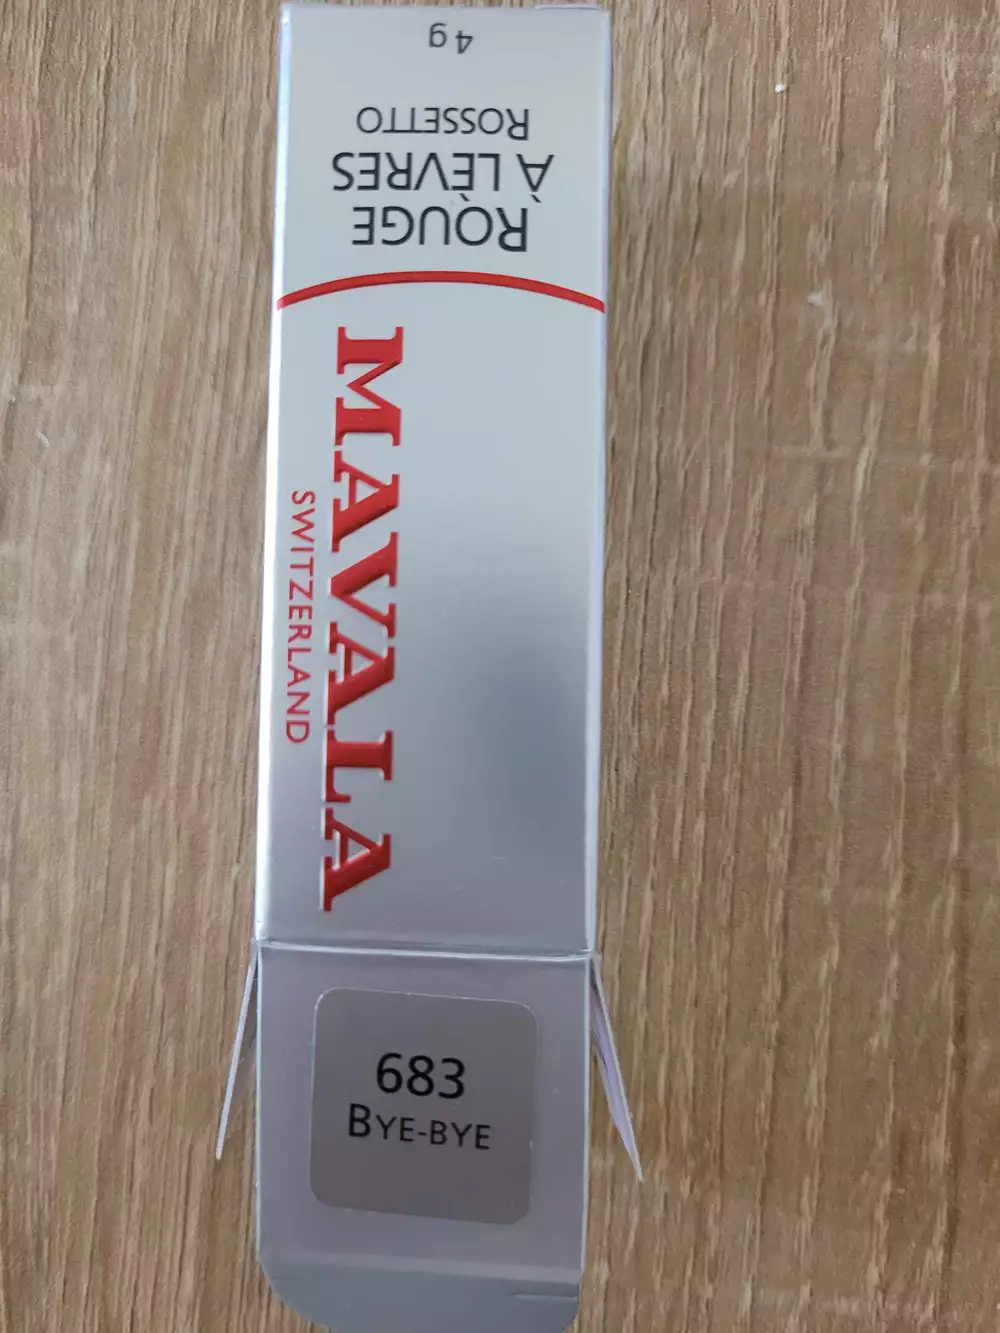 4 g
ROUGE
À LÈVRES
ROSSETTO
MAVALA
SWITZERLAND
683
BYE-BYE